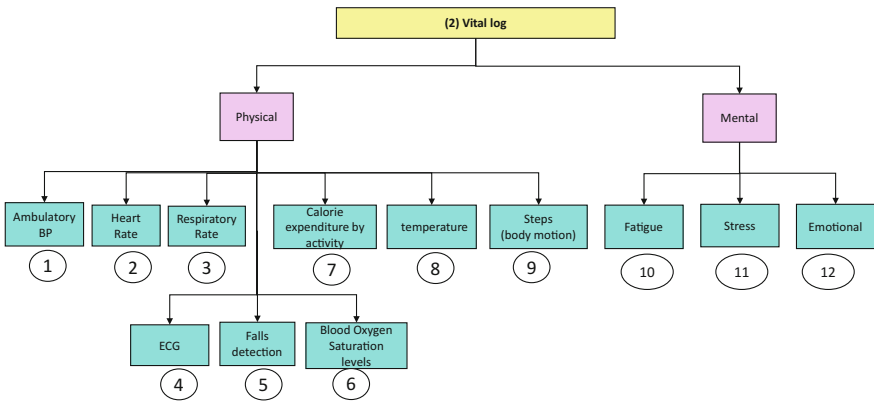 (2) Vital log
Physical
Mental
Ambulatory
BP
Heart
Rate
Respiratory
Rate
Calorie
expenditure by
activity
temperature
Steps
(body motion)
Fatigue
Stress
Emotional
1
2
3
7
8
9
10
11
12
ECG
Falls
detection
Blood Oxygen
Saturation
levels
4
5
6